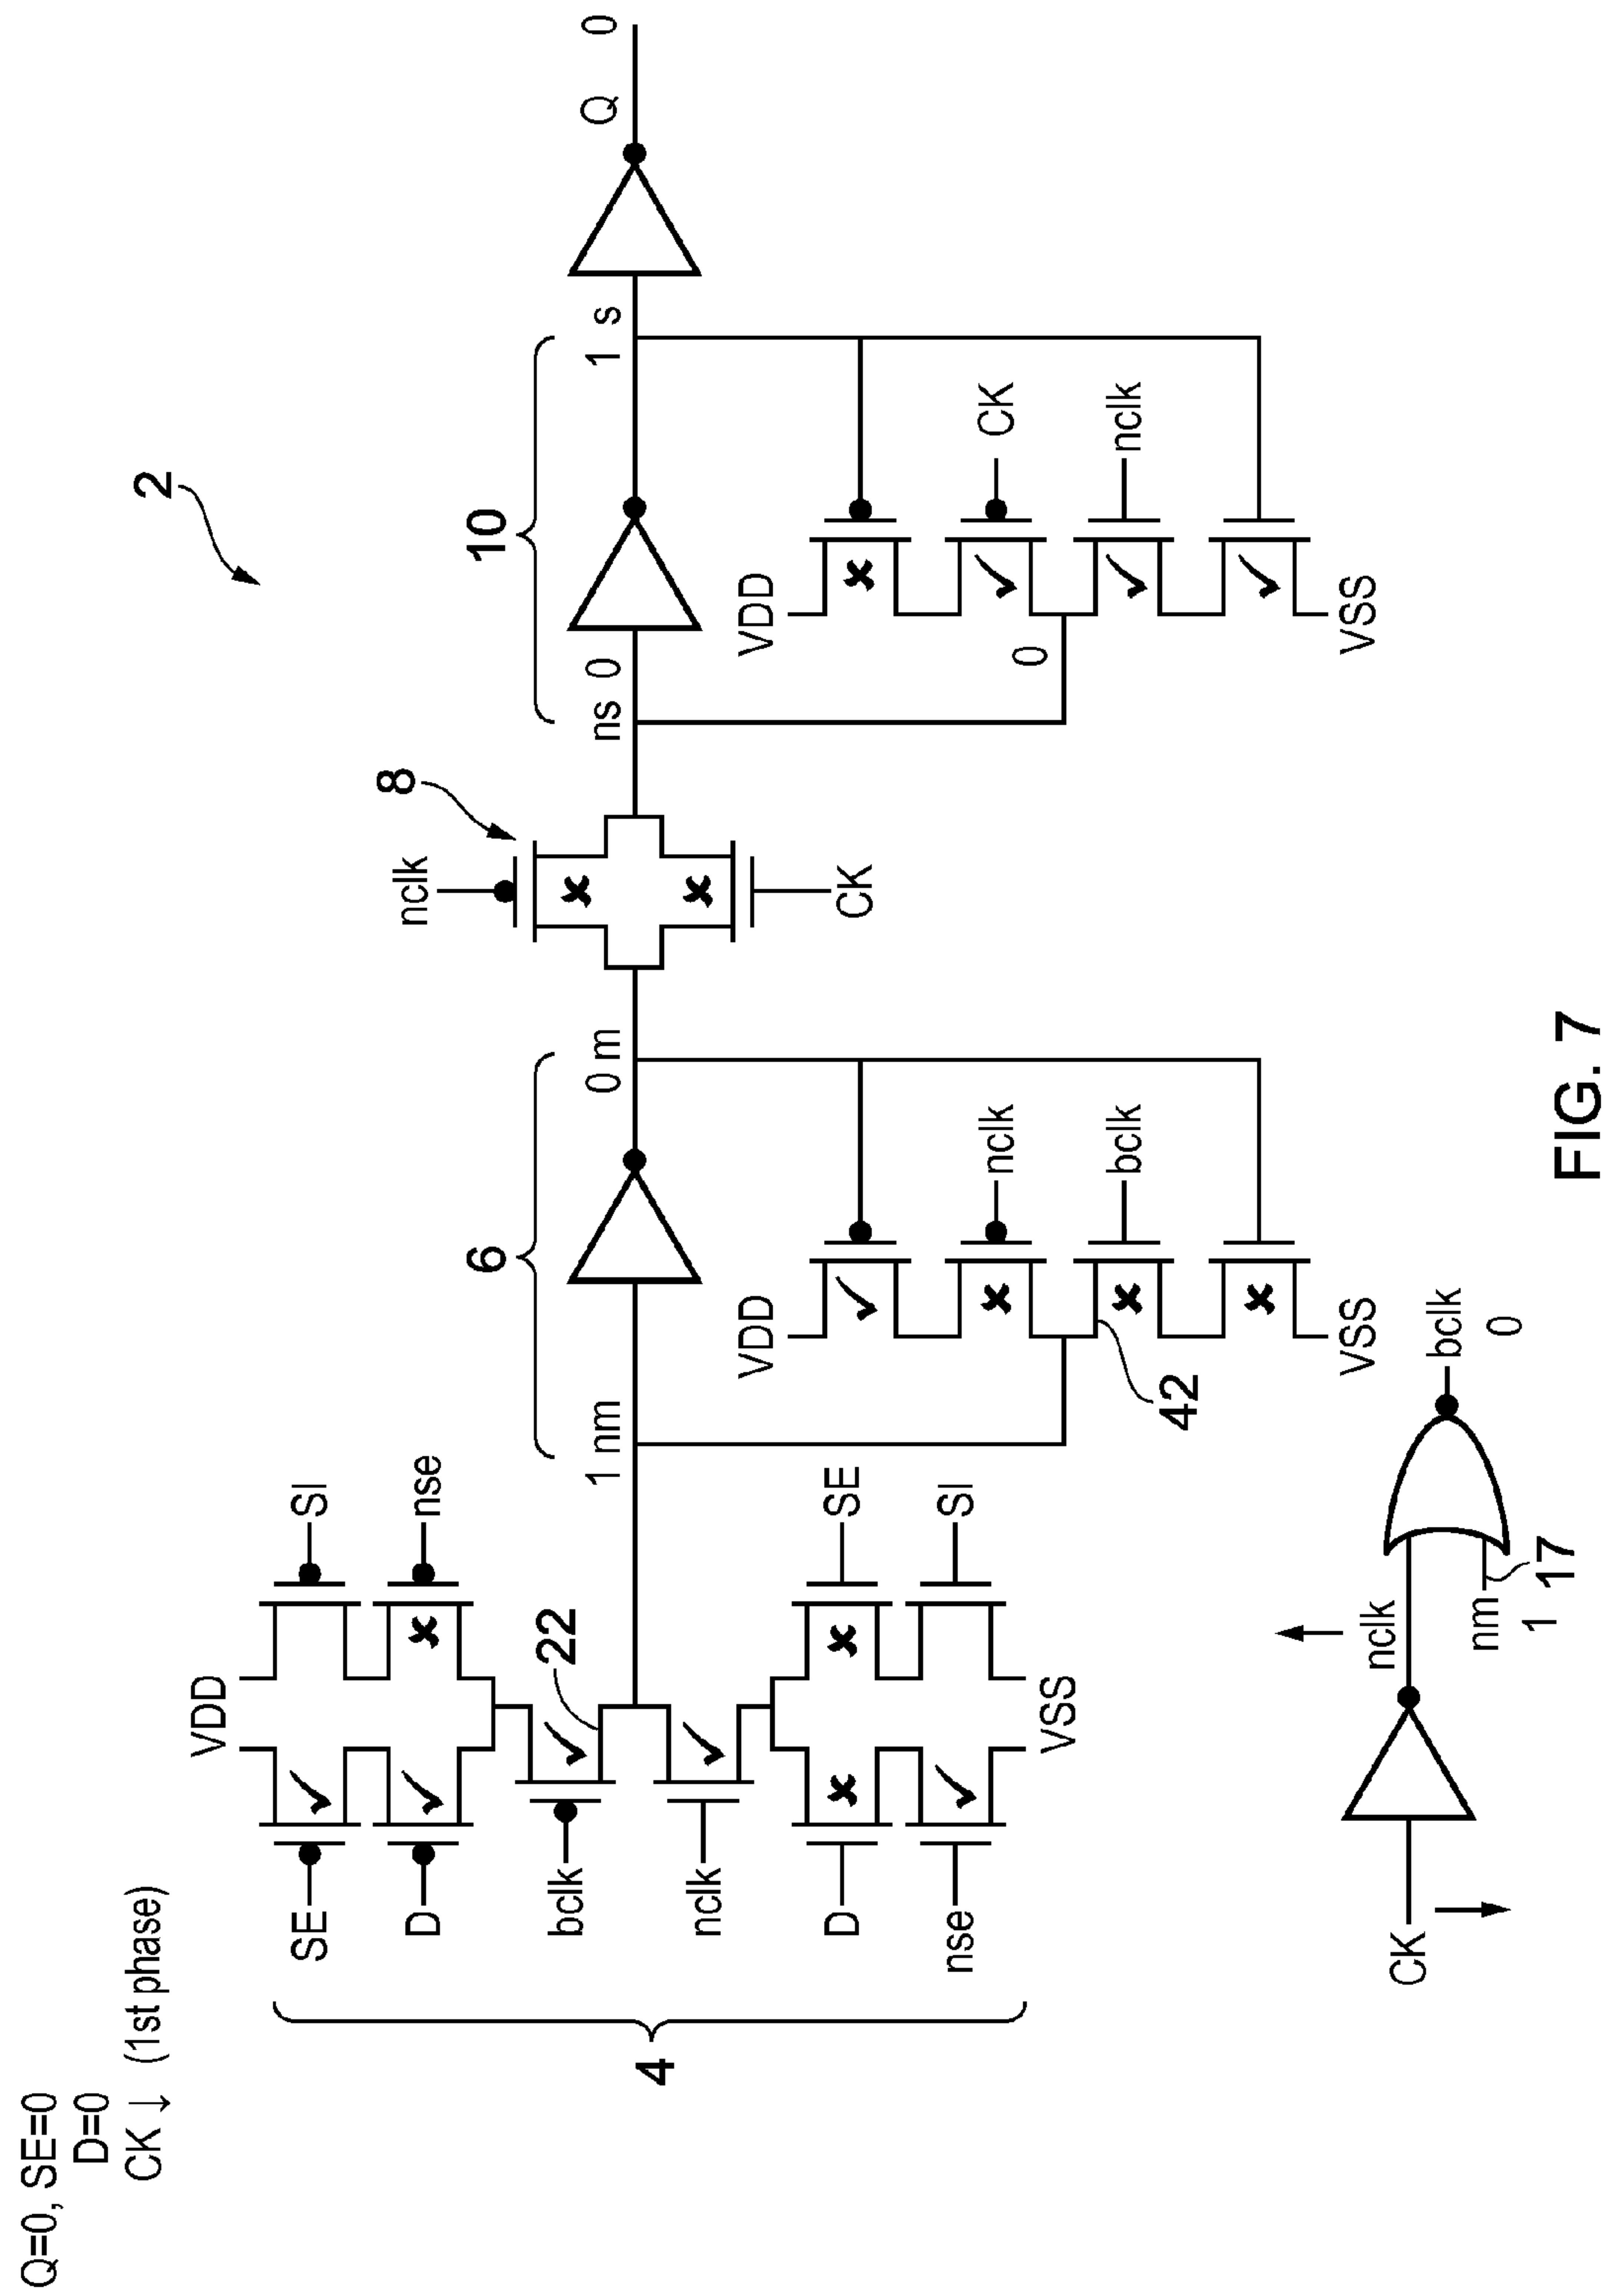 Q=0, SE=0
D=0
CK ↓ (1st phase)
2
4
VDD
SE
SI
D
nse
bclk
22
nclk
D
SE
nse
SI
VSS
6
1 nm
0 m
VDD
nclk
bclk
42
VSS
8
nclk
CK
10
ns 0
1 s
VDD
CK
0
nclk
VSS
Q 0
CK
nclk
nm
1
17
bclk
0
FIG. 7